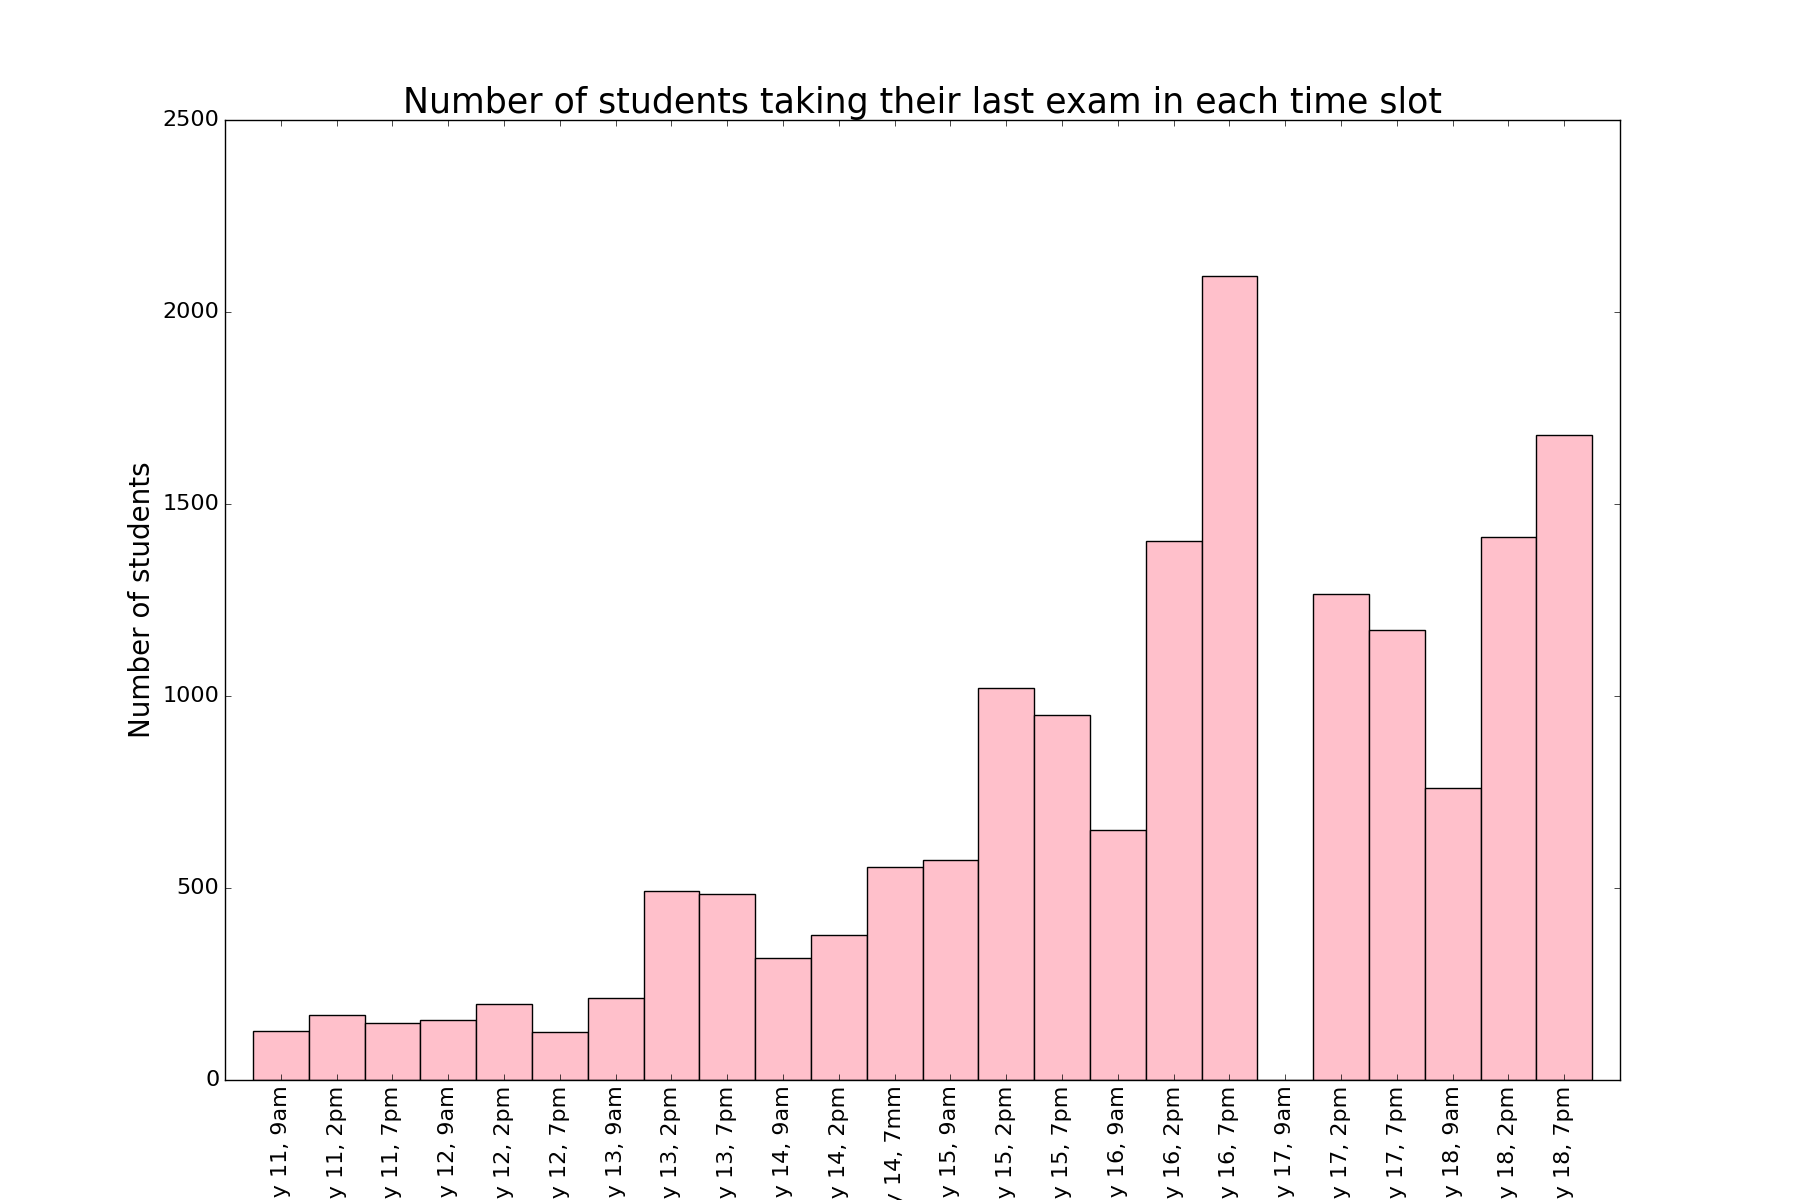 Number of students taking their last exam in each time slot
2500
2000
1500
1000
500
0
Number of students
y 11, 9am
y 11, 2pm
y 11, 7pm
y 12, 9am
y 12, 2pm
y 12, 7pm
y 13, 9am
y 13, 2pm
y 13, 7pm
y 14, 9am
y 14, 2pm
y 14, 7mm
y 15, 9am
y 15, 2pm
y 15, 7pm
y 16, 9am
y 16, 2pm
y 16, 7pm
y 17, 9am
y 17, 2pm
y 17, 7pm
y 18, 9am
y 18, 2pm
y 18, 7pm